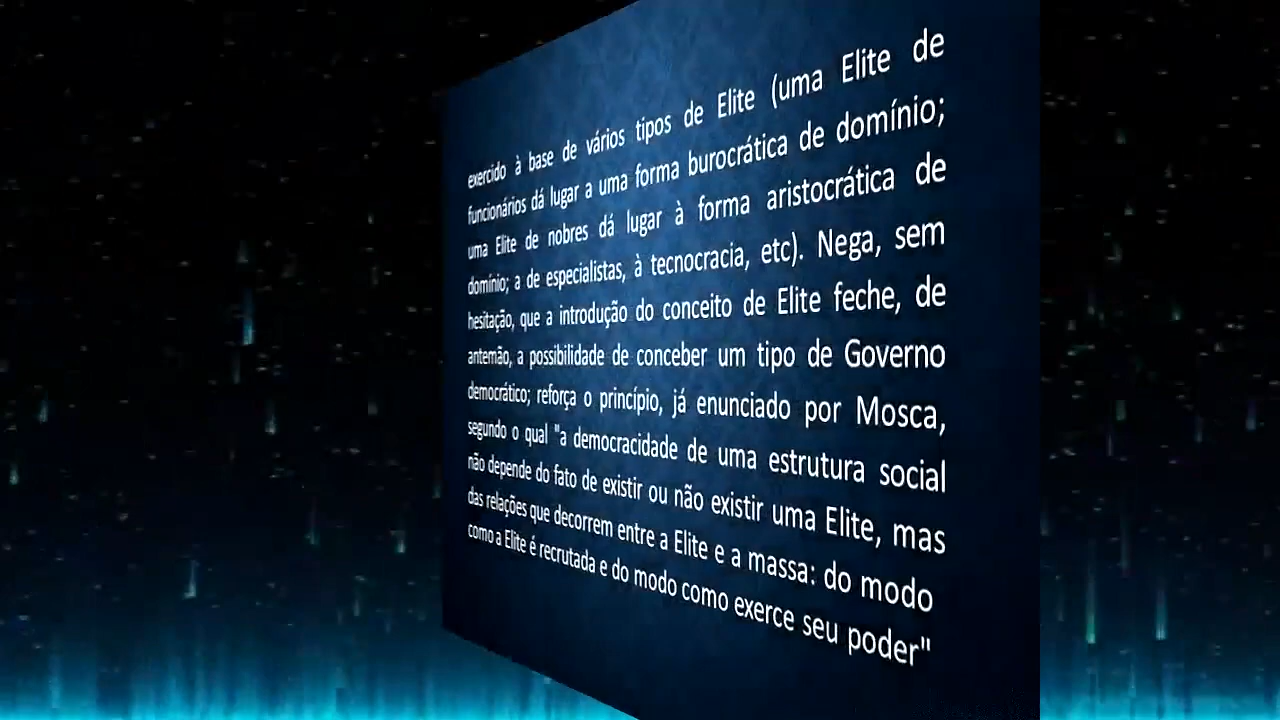 exercido à base de vários tipos de Elite (uma Elite de
funcionários dá lugar a uma forma burocrática de domínio;
uma Elite de nobres dá lugar à forma aristocrática de
domínio; a de especialistas, à tecnocracia, etc). Nega, sem
hesitação, que a introdução do conceito de Elite feche, de
antemão, a possibilidade de conceber um tipo de Governo
democrático; reforça o princípio, já enunciado por Mosca,
segundo o qual "a democracidade de uma estrutura social
não depende do fato de existir ou não existir uma Elite, mas
das relações que decorrem entre a Elite e a massa: do modo
como a Elite é recrutada e do modo como exerce seu poder"